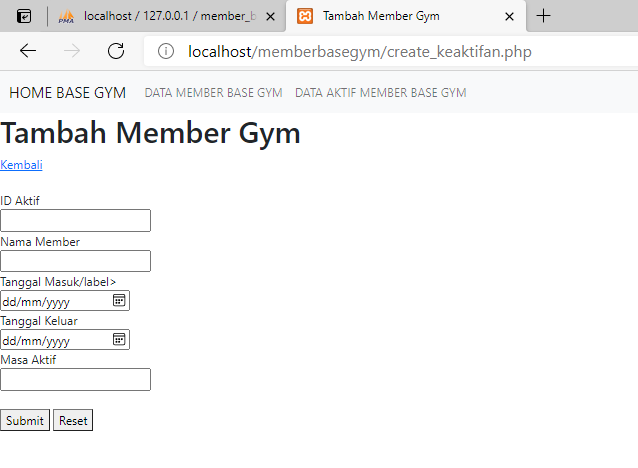 localhost / 127.0.0.1 / member_b
Tambah Member Gym
localhost/memberbasegym/create_keaktifan.php
HOME BASE GYM DATA MEMBER BASE GYM DATA AKTIF MEMBER BASE GYM
Tambah Member Gym
Kembali
ID Aktif
Nama Member
Tanggal Masuk/label>
dd/mm/yyyy
Tanggal Keluar
dd/mm/yyyy
Masa Aktif
Submit Reset